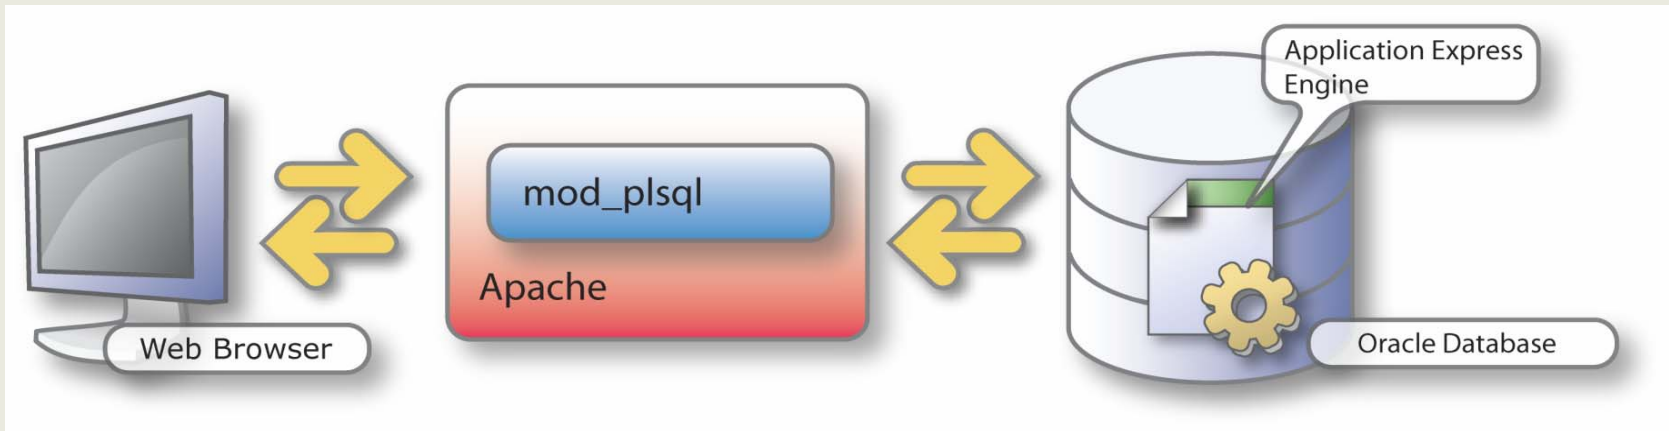 Web Browser
mod_plsql
Apache
Application Express
Engine
Oracle Database